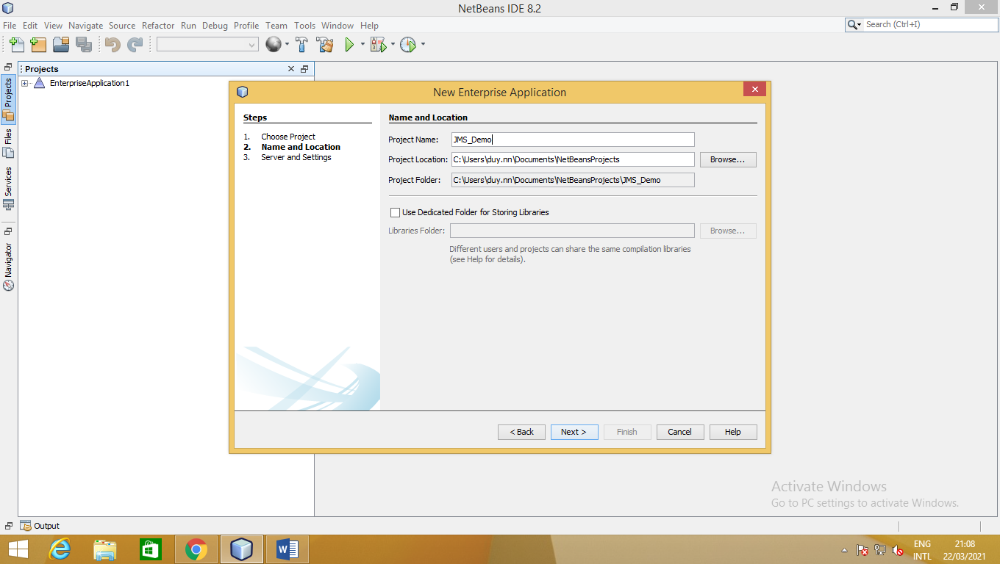 NetBeans IDE 8.2
File Edit View Navigate Source Refactor Run Debug Profile Team Tools Window Help
Search (Ctrl+I)
Projects
EnterpriseApplication1
Projects
Files
Services
Navigator
New Enterprise Application
Steps
1. Choose Project
2. Name and Location
3. Server and Settings
Name and Location
Project Name: JMS_Demo
Project Location: C:\Users\duy.nn\Documents\NetBeansProjects Browse...
Project Folder: C:\Users\duy.nn\Documents\NetBeansProjects\JMS_Demo
Use Dedicated Folder for Storing Libraries
Libraries Folder: Browse...
Different users and projects can share the same compilation libraries
(see Help for details).
< Back Next > Finish Cancel Help
Activate Windows
Go to PC settings to activate Windows.
Output
ENG 21:08
INTL 22/03/2021